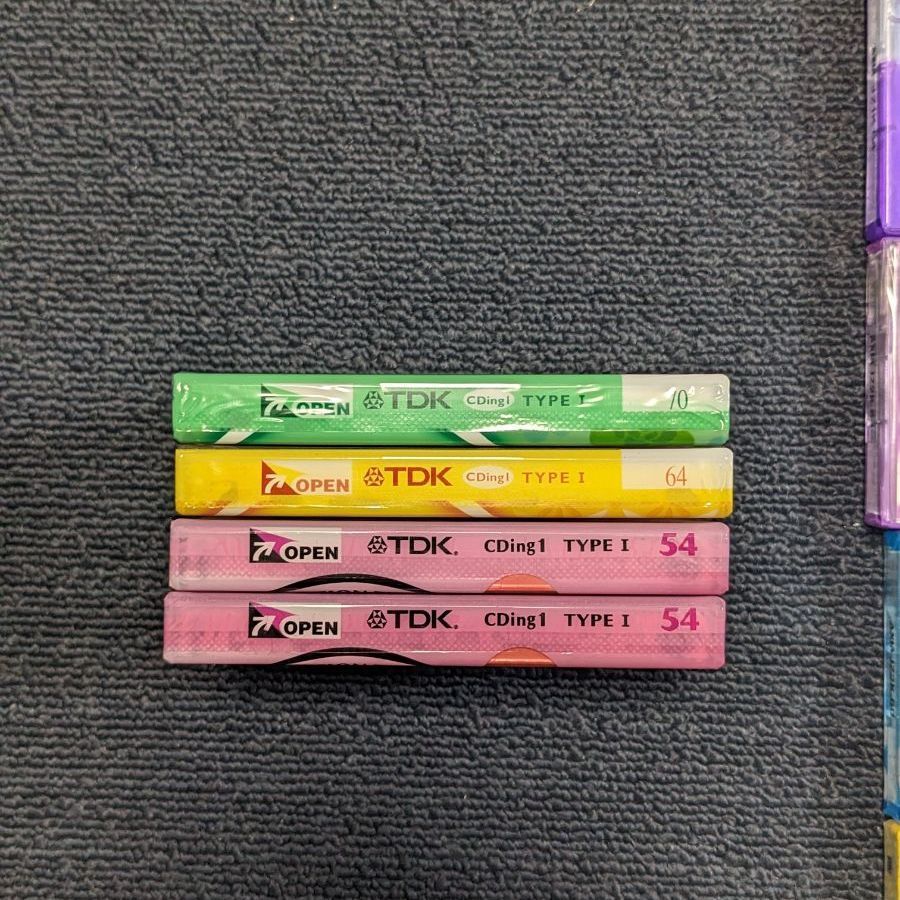 OPEN TDK CDing1 TYPE I 70
OPEN TDK CDing1 TYPE I 64
OPEN TDK. CDing1 TYPE I 54
OPEN TDK. CDing1 TYPE I 54